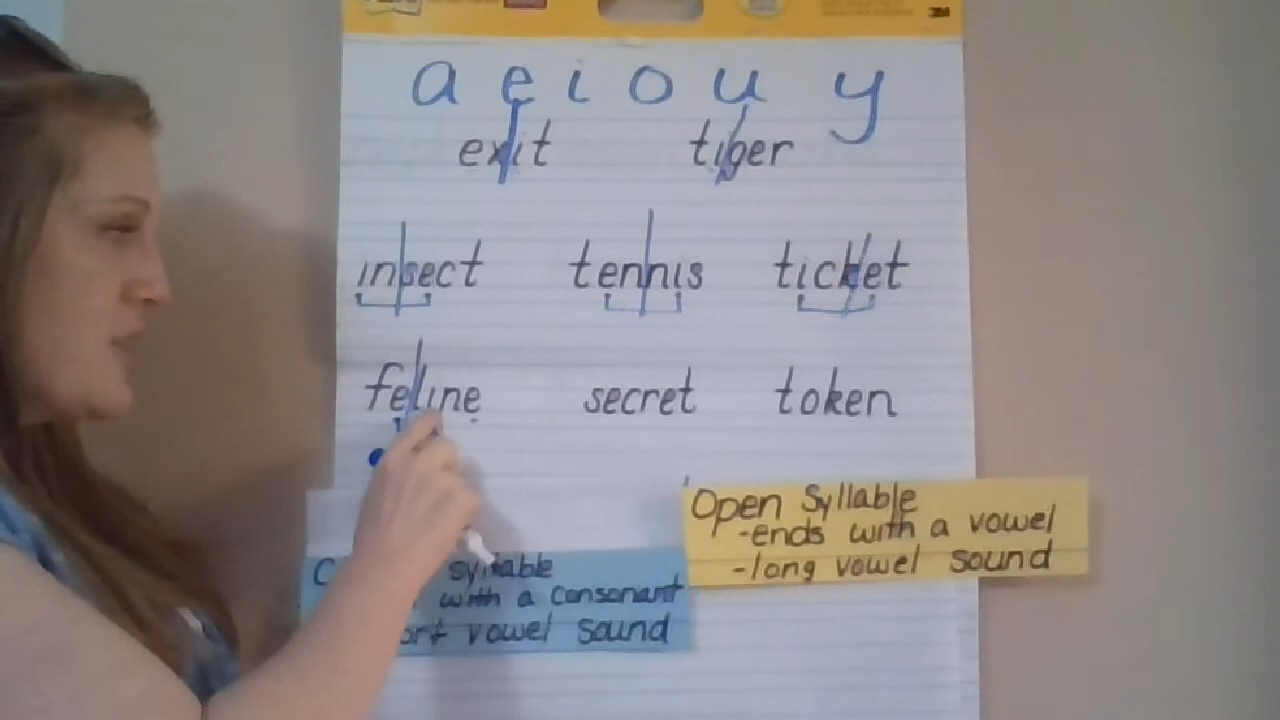 3M
a e i o u y
exit tiger
insect tennis ticket
feline secret token
Open Syllable
-ends with a vowel
-long vowel sound
syllable
with a consonant
vowel sound